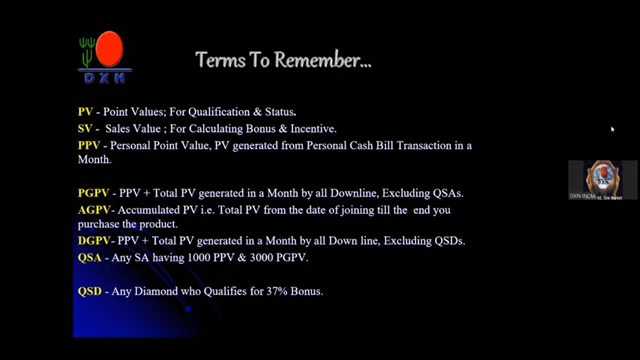 DXN
Terms To Remember...
PV - Point Values; For Qualification & Status.
SV - Sales Value ; For Calculating Bonus & Incentive.
PPV - Personal Point Value, PV generated from Personal Cash Bill Transaction in a
Month.
PGPV - PPV + Total PV generated in a Month by all Downline, Excluding QSAs.
AGPV- Accumulated PV i.e. Total PV from the date of joining till the end you
purchase the product.
DGPV- PPV + Total PV generated in a Month by all Down line, Excluding QSDs.
QSA - Any SA having 1000 PPV & 3000 PGPV.
QSD - Any Diamond who Qualifies for 37% Bonus.
DXN INDIA